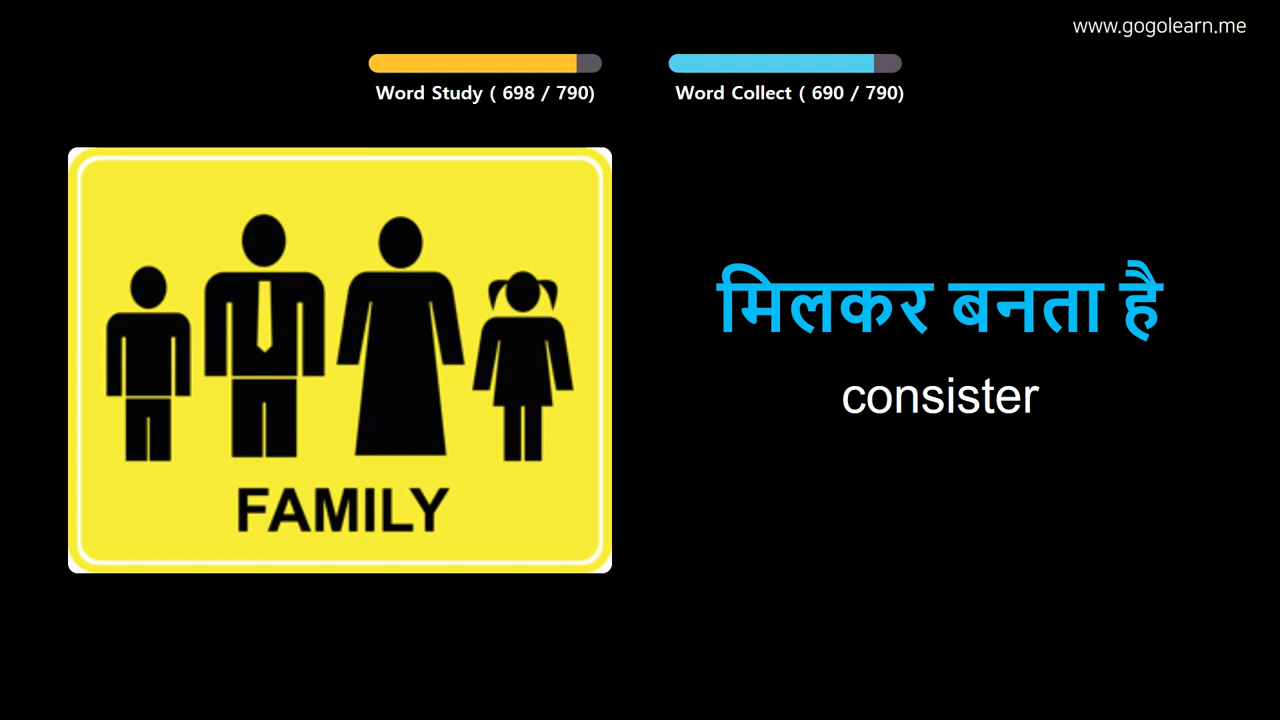 www.gogolearn.me
Word Study ( 698 / 790)
Word Collect ( 690 / 790)
मिलकर बनता है
consister
FAMILY